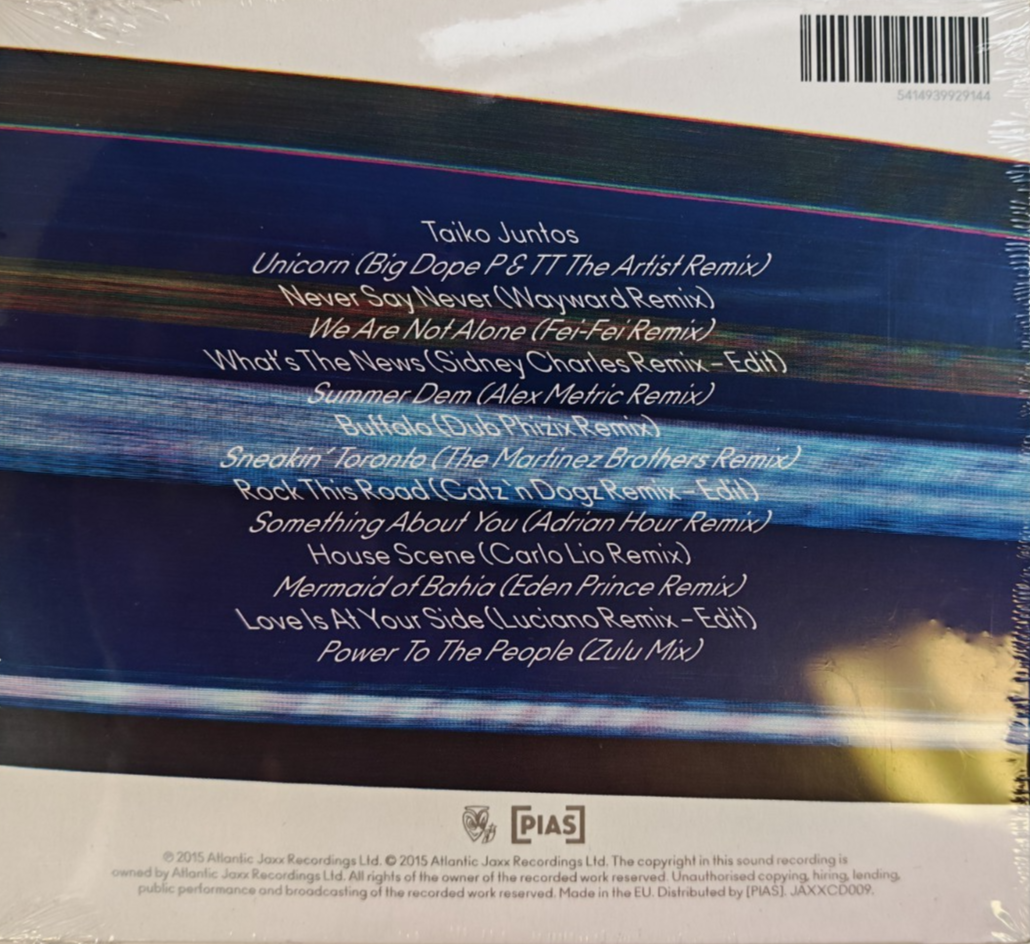 5414939929144
Taiko Juntos
Unicorn (Big Dope P & TT The Artist Remix)
Never Say Never (Wayward Remix)
We Are Not Alone (Fei-Fei Remix)
What's The News (Sidney Charles Remix – Edit)
Summer Dem (Alex Metric Remix)
Buffalo (Dub Phizix Remix)
Sneakin' Toronto (The Martinez Brothers Remix)
Rock This Road (Catz 'n Dogz Remix – Edit)
Something About You (Adrian Hour Remix)
House Scene (Carlo Lio Remix)
Mermaid of Bahia (Eden Prince Remix)
Love Is At Your Side (Luciano Remix – Edit)
Power To The People (Zulu Mix)
[PIAS]
℗ 2015 Atlantic Jaxx Recordings Ltd. © 2015 Atlantic Jaxx Recordings Ltd. The copyright in this sound recording is
owned by Atlantic Jaxx Recordings Ltd. All rights of the owner of the recorded work reserved. Unauthorised copying, hiring, lending,
public performance and broadcasting of the recorded work reserved. Made in the EU. Distributed by [PIAS]. JAXXCD009.